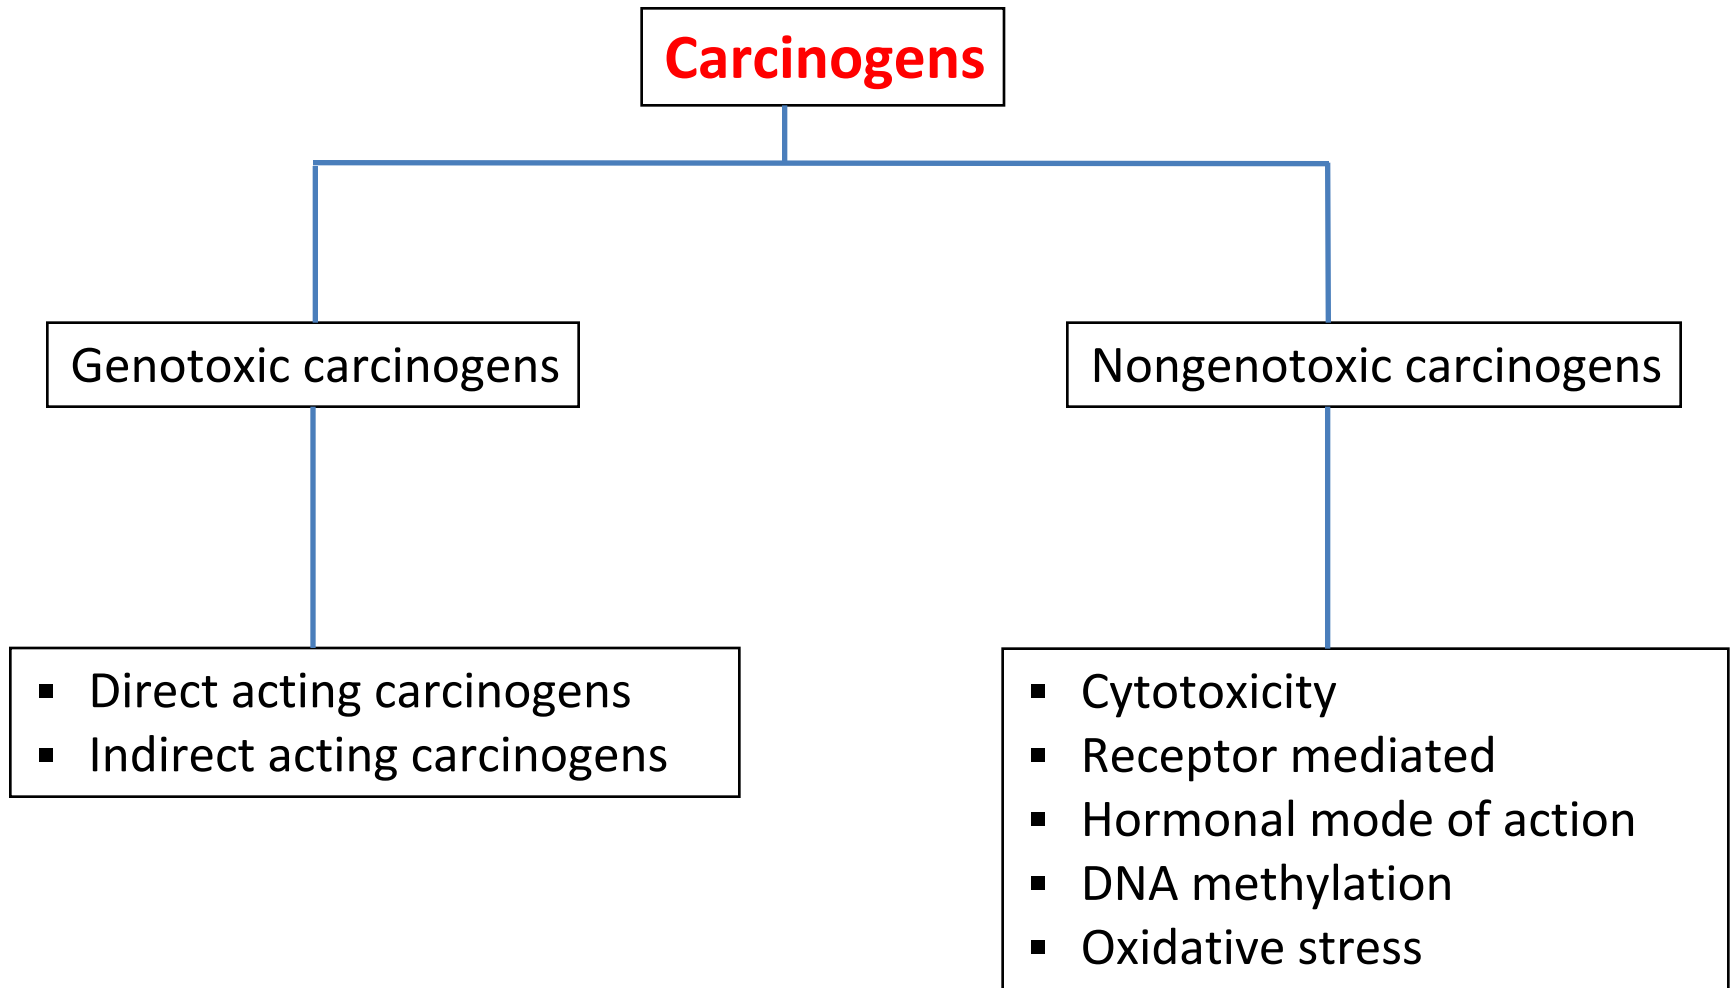 Carcinogens
Genotoxic carcinogens
Nongenotoxic carcinogens
▪ Direct acting carcinogens
▪ Indirect acting carcinogens
▪ Cytotoxicity
▪ Receptor mediated
▪ Hormonal mode of action
▪ DNA methylation
▪ Oxidative stress